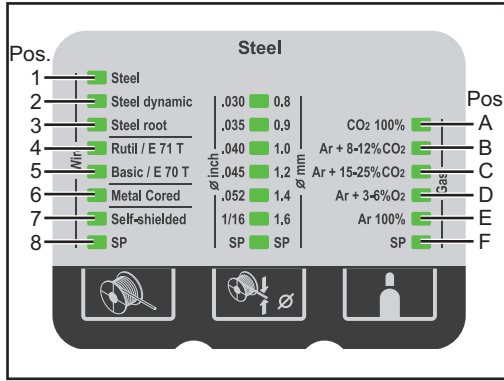 Steel
Pos.
1 Steel
2 Steel dynamic .030 0.8
Pos
3 Steel root .035 0.9 CO2 100% A
4 Rutil / E 71 T .040 1.0 Ar + 8-12%CO2 B
5 Basic / E 70 T .045 1.2 Ar + 15-25%CO2 C
6 Metal Cored .052 1.4 Ar + 3-6%O2 D
7 Self-shielded 1/16 1.6 Ar 100% E
8 SP SP SP SP F
ø inch
ø mm
Gas
Ø